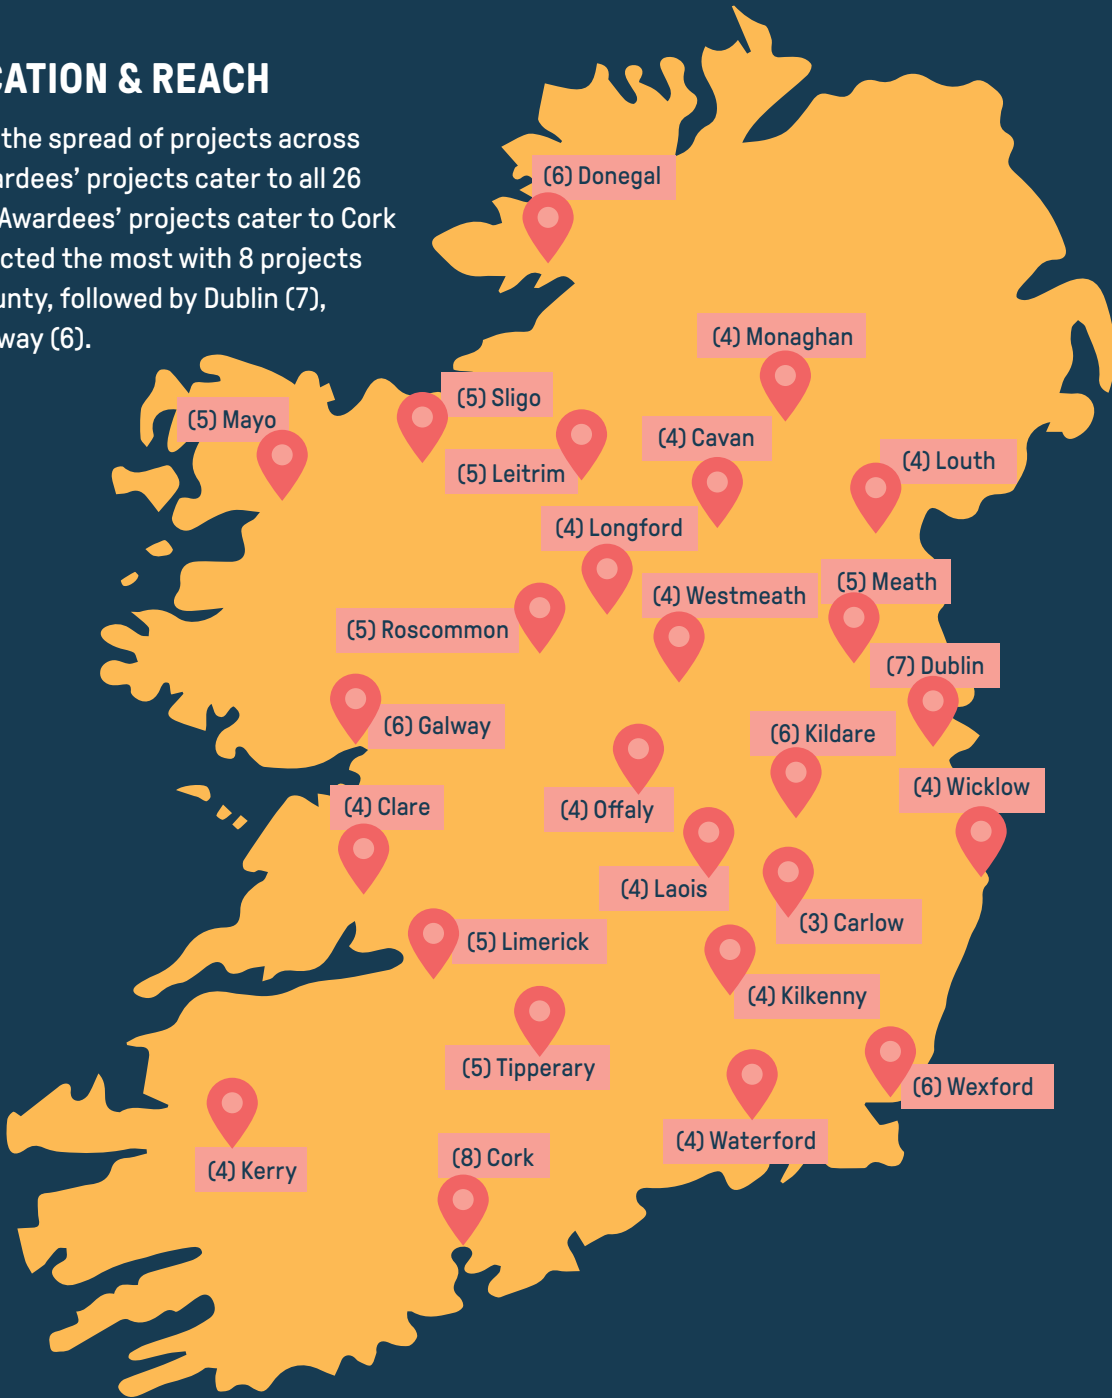 CATION & REACH
the spread of projects across
ardees’ projects cater to all 26
Awardees’ projects cater to Cork
cted the most with 8 projects
unty, followed by Dublin (7),
way (6).
(6) Donegal
(4) Monaghan
(5) Sligo
(5) Mayo
(4) Cavan
(4) Louth
(5) Leitrim
(4) Longford
(5) Meath
(4) Westmeath
(5) Roscommon
(7) Dublin
(6) Galway
(6) Kildare
(4) Wicklow
(4) Clare
(4) Offaly
(4) Laois
(3) Carlow
(5) Limerick
(4) Kilkenny
(5) Tipperary
(6) Wexford
(4) Waterford
(8) Cork
(4) Kerry